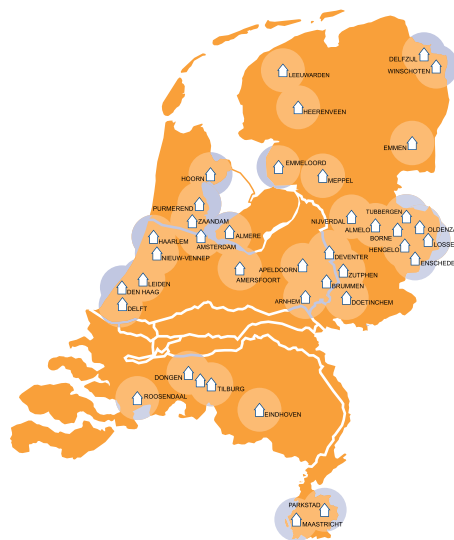 DELFZIJL
WINSCHOTEN
LEEUWARDEN
HEERENVEEN
EMMEN
EMMELOORD
MEPPEL
HOORN
PURMEREND
ZAANDAM
NIJVERDAL
TUBBERGEN
ALMELO
OLDENZA
BORNE
LOSSE
HAARLEM
AMSTERDAM
ALMERE
HENGELO
NIEUW-VENNEP
DEVENTER
ENSCHEDE
APELDOORN
ZUTPHEN
AMERSFOORT
LEIDEN
BRUMMEN
DEN HAAG
ARNHEM
DOETINCHEM
DELFT
DONGEN
TILBURG
ROOSENDAAL
EINDHOVEN
PARKSTAD
MAASTRICHT